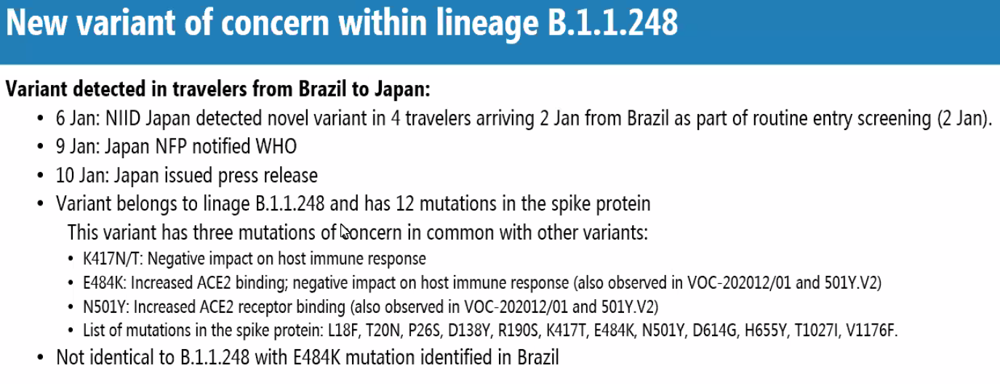 New variant of concern within lineage B.1.1.248
Variant detected in travelers from Brazil to Japan:
• 6 Jan: NIID Japan detected novel variant in 4 travelers arriving 2 Jan from Brazil as part of routine entry screening (2 Jan).
• 9 Jan: Japan NFP notified WHO
• 10 Jan: Japan issued press release
• Variant belongs to linage B.1.1.248 and has 12 mutations in the spike protein
This variant has three mutations of concern in common with other variants:
• K417N/T: Negative impact on host immune response
• E484K: Increased ACE2 binding; negative impact on host immune response (also observed in VOC-202012/01 and 501Y.V2)
• N501Y: Increased ACE2 receptor binding (also observed in VOC-202012/01 and 501Y.V2)
• List of mutations in the spike protein: L18F, T20N, P26S, D138Y, R190S, K417T, E484K, N501Y, D614G, H655Y, T1027I, V1176F.
• Not identical to B.1.1.248 with E484K mutation identified in Brazil